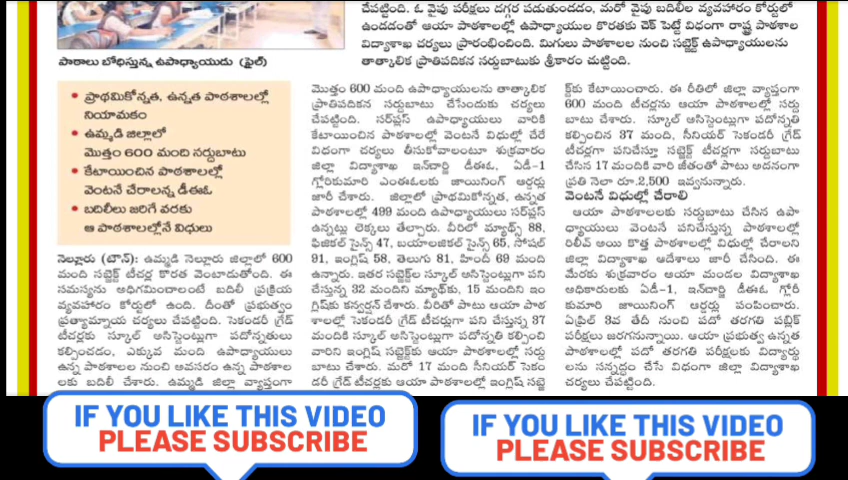 చేపట్టింది. ఓ వైపు పరీక్షలు దగ్గర పడుతుండడం, మరో వైపు బదిలీల వ్యవహారం కోర్టులో
ఉండడంతో ఆయా పాఠశాలల్లో ఉపాధ్యాయుల కొరతకు చెక్ పెట్టే విధంగా రాష్ట్ర పాఠశాల
విద్యాశాఖ చర్యలు ప్రారంభించింది. మిగులు పాఠశాలల నుంచి సబ్జెక్ట్ ఉపాధ్యాయులను
తాత్కాలిక ప్రాతిపదికన సర్దుబాటుకు శ్రీకారం చుట్టింది.
పాఠాలు బోధిస్తున్న ఉపాధ్యాయుడు (ఫైల్)
• ప్రాథమికోన్నత, ఉన్నత పాఠశాలల్లో
నియామకం
• ఉమ్మడి జిల్లాలో
మొత్తం 600 మంది సర్దుబాటు
• కేటాయించిన పాఠశాలల్లో
వెంటనే చేరాలన్న డీఈఓ
• బదిలీలు జరిగే వరకు
ఆ పాఠశాలల్లోనే విధులు
నెల్లూరు (టౌన్): ఉమ్మడి నెల్లూరు జిల్లాలో 600
మంది సబ్జెక్ట్ టీచర్ల కొరత వెంటాడుతోంది. ఈ
సమస్యను అధిగమించాలంటే బదిలీ ప్రక్రియ
వ్యవహారం కోర్టులో ఉంది. దీంతో ప్రభుత్వం
ప్రత్యామ్నాయ చర్యలు చేపట్టింది. సెకండరీ గ్రేడ్
టీచర్లకు స్కూల్ అసిస్టెంట్లుగా పదోన్నతులు
కల్పించడం, ఎక్కువ మంది ఉపాధ్యాయులు
ఉన్న పాఠశాలల నుంచి అవసరం ఉన్న పాఠశాల
లకు బదిలీ చేశారు. ఉమ్మడి జిల్లా వ్యాప్తంగా
మొత్తం 600 మంది ఉపాధ్యాయులను తాత్కాలిక
ప్రాతిపదికన సర్దుబాటు చేసేందుకు చర్యలు
చేపట్టింది. సర్‌ప్లస్ ఉపాధ్యాయులు వారికి
కేటాయించిన పాఠశాలల్లో వెంటనే విధుల్లో చేరే
విధంగా చర్యలు తీసుకోవాలంటూ శుక్రవారం
జిల్లా విద్యాశాఖ ఇన్‌చార్జి డీఈఓ, ఏడీ-1
గ్లోరికుమారి ఎంఈఓలకు జాయినింగ్ ఆర్డర్లు
జారీ చేశారు. జిల్లాలో ప్రాథమికోన్నత, ఉన్నత
పాఠశాలల్లో 499 మంది ఉపాధ్యాయులు సర్‌ప్లస్
ఉన్నట్లు లెక్కలు తేల్చారు. వీరిలో మ్యాథ్స్ 88,
ఫిజికల్ సైన్స్ 47, బయాలజికల్ సైన్స్ 65, సోషల్
91, ఇంగ్లిష్ 58, తెలుగు 81, హిందీ 69 మంది
ఉన్నారు. ఇతర సబ్జెక్ట్‌ల స్కూల్ అసిస్టెంట్లుగా పని
చేస్తున్న 32 మందిని మ్యాథ్‌కు, 15 మందిని ఇం
గ్లిష్‌కు కన్వర్షన్ చేశారు. వీరితో పాటు ఆయా పాఠ
శాలల్లో సెకండరీ గ్రేడ్ టీచర్లుగా పని చేస్తున్న 37
మందికి స్కూల్ అసిస్టెంట్లుగా పదోన్నతి కల్పించి
వారిని ఇంగ్లిష్ సబ్జెక్ట్‌కు ఆయా పాఠశాలల్లో సర్దు
బాటు చేశారు. మరో 17 మంది సీనియర్ సెకం
డరీ గ్రేడ్ టీచర్లకు ఆయా పాఠశాలల్లో ఇంగ్లిష్ సబ్జె
క్ట్‌కు కేటాయించారు. ఈ రీతిలో జిల్లా వ్యాప్తంగా
600 మంది టీచర్లను ఆయా పాఠశాలల్లో సర్దు
బాటు చేశారు. స్కూల్ అసిస్టెంట్లుగా పదోన్నతి
కల్పించిన 37 మంది, సీనియర్ సెకండరీ గ్రేడ్
టీచర్లగా పనిచేస్తూ సబ్జెక్ట్ టీచర్లగా సర్దుబాటు
చేసిన 17 మందికి వారి జీతంతో పాటు అదనంగా
ప్రతి నెలా రూ.2,500 ఇవ్వనున్నారు.
వెంటనే విధుల్లో చేరాలి
ఆయా పాఠశాలలకు సర్దుబాటు చేసిన ఉపా
ధ్యాయులు వెంటనే పనిచేస్తున్న పాఠశాలల్లో
రిలీవ్ అయి కొత్త పాఠశాలల్లో విధుల్లో చేరాలని
జిల్లా విద్యాశాఖ ఆదేశాలు జారీ చేసింది. ఈ
మేరకు శుక్రవారం ఆయా మండల విద్యాశాఖ
అధికారులకు ఏడీ-1, ఇన్‌చార్జి డీఈఓ గ్లోరీ
కుమారి జాయినింగ్ ఆర్డర్లు పంపించారు.
ఏప్రిల్ 3వ తేదీ నుంచి పదో తరగతి పబ్లిక్
పరీక్షలు జరగనున్నాయి. ఆయా ప్రభుత్వ ఉన్నత
పాఠశాలల్లో పదో తరగతి పరీక్షలకు విద్యార్థు
లను సన్నద్ధం చేసే విధంగా జిల్లా విద్యాశాఖ
చర్యలు చేపట్టింది.
IF YOU LIKE THIS VIDEO
PLEASE SUBSCRIBE
IF YOU LIKE THIS VIDEO
PLEASE SUBSCRIBE